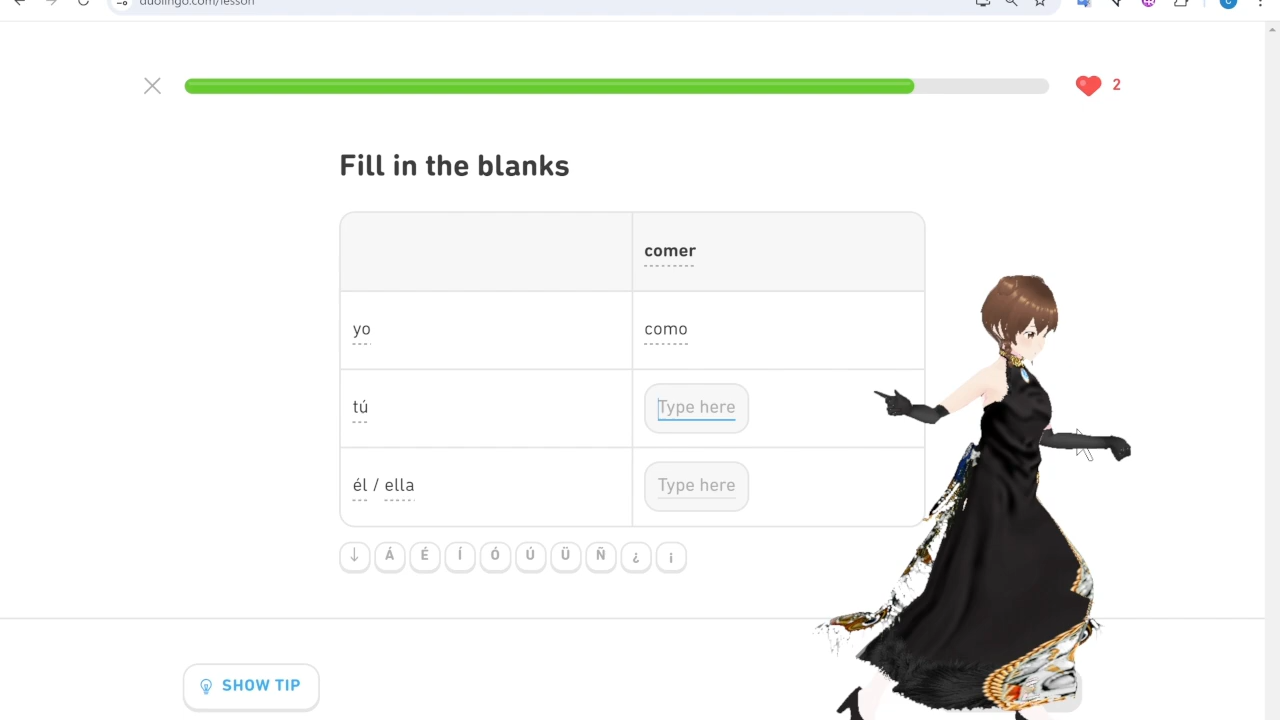 duolingo.com/lesson
2
Fill in the blanks
comer
yo como
tú Type here
él / ella Type here
↓ Á É Í Ó Ú Ü Ñ ¿ ¡
SHOW TIP